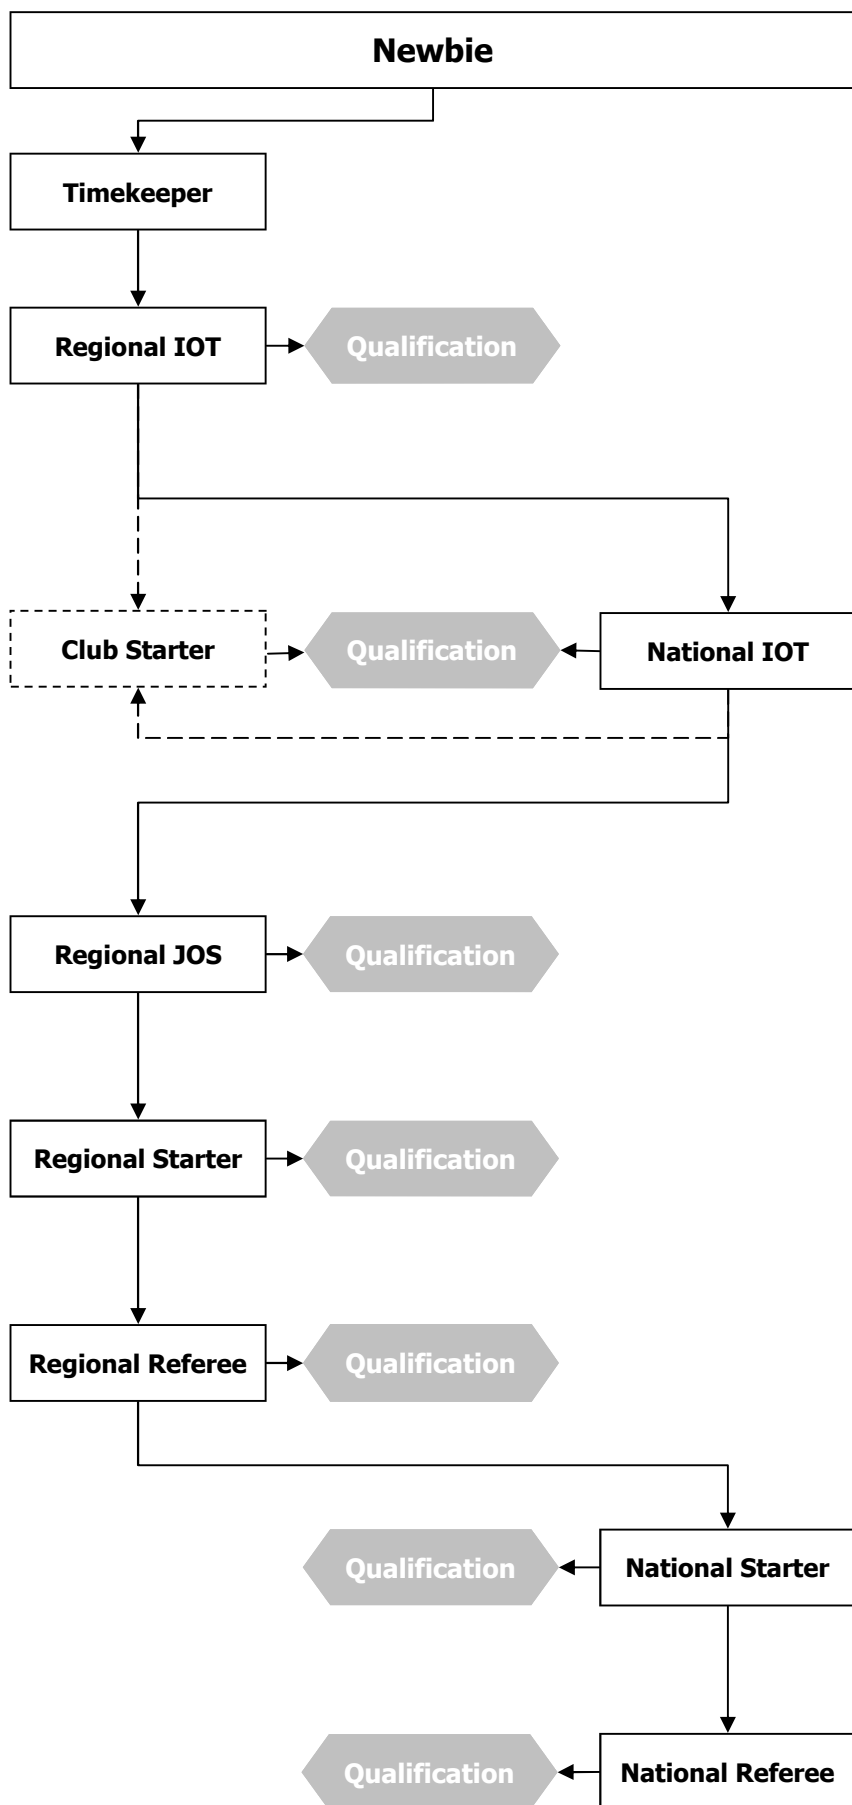 Newbie
Timekeeper
Regional IOT
Qualification
Club Starter
Qualification
National IOT
Regional JOS
Qualification
Regional Starter
Qualification
Regional Referee
Qualification
Qualification
National Starter
Qualification
National Referee